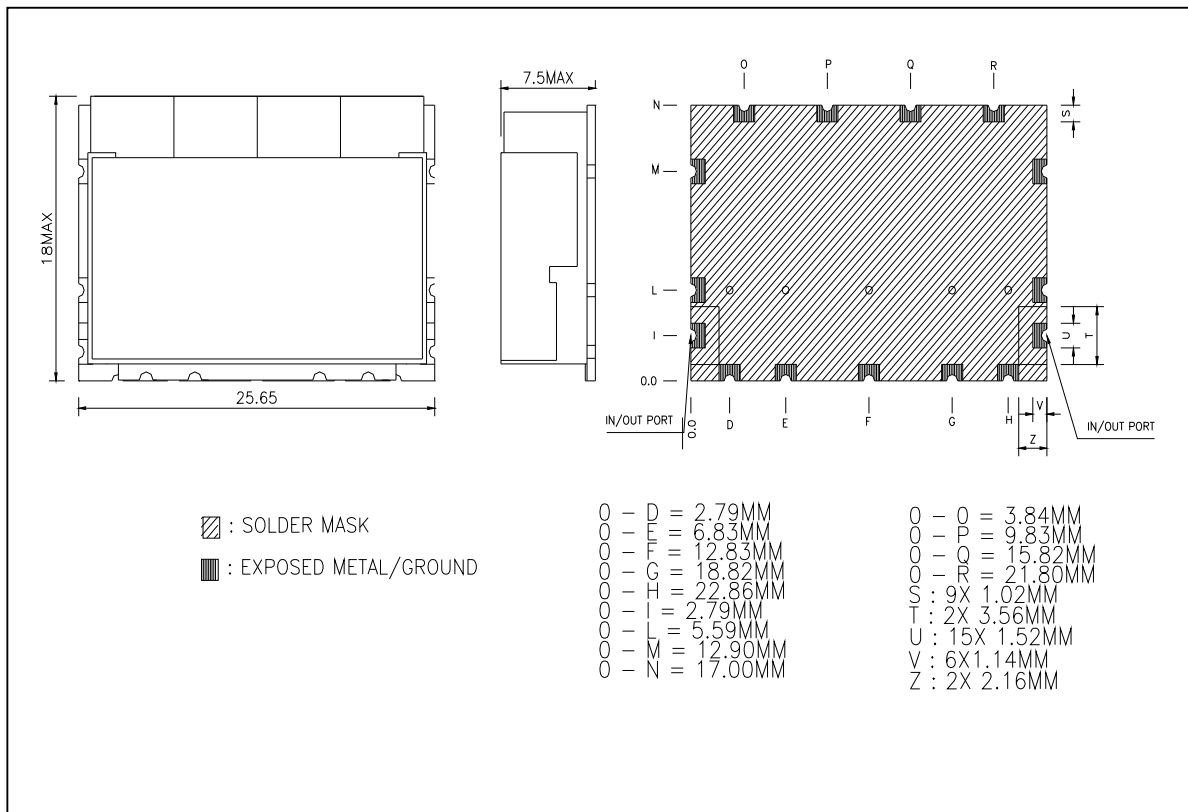 O P Q R
7.5MAX
18MAX
25.65
N
M
L
I
0.0
S
U
T
V
Z
IN/OUT PORT
0.0
D E F G H
IN/OUT PORT
: SOLDER MASK
: EXPOSED METAL/GROUND
0 - D = 2.79MM
0 - E = 6.83MM
0 - F = 12.83MM
0 - G = 18.82MM
0 - H = 22.86MM
0 - I = 2.79MM
0 - L = 5.59MM
0 - M = 12.90MM
0 - N = 17.00MM
0 - O = 3.84MM
0 - P = 9.83MM
0 - Q = 15.82MM
0 - R = 21.80MM
S : 9X 1.02MM
T : 2X 3.56MM
U : 15X 1.52MM
V : 6X1.14MM
Z : 2X 2.16MM